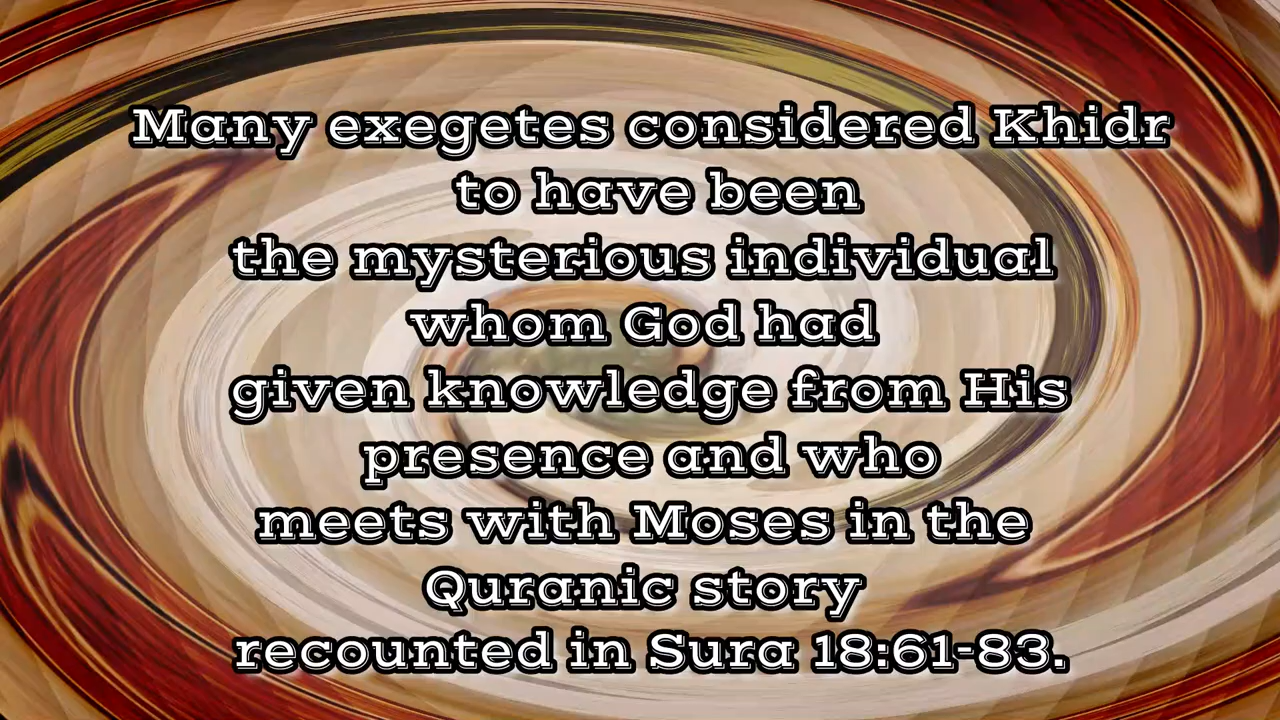 Many exegetes considered Khidr
to have been
the mysterious individual
whom God had
given knowledge from His
presence and who
meets with Moses in the
Quranic story
recounted in Sura 18:61-83.